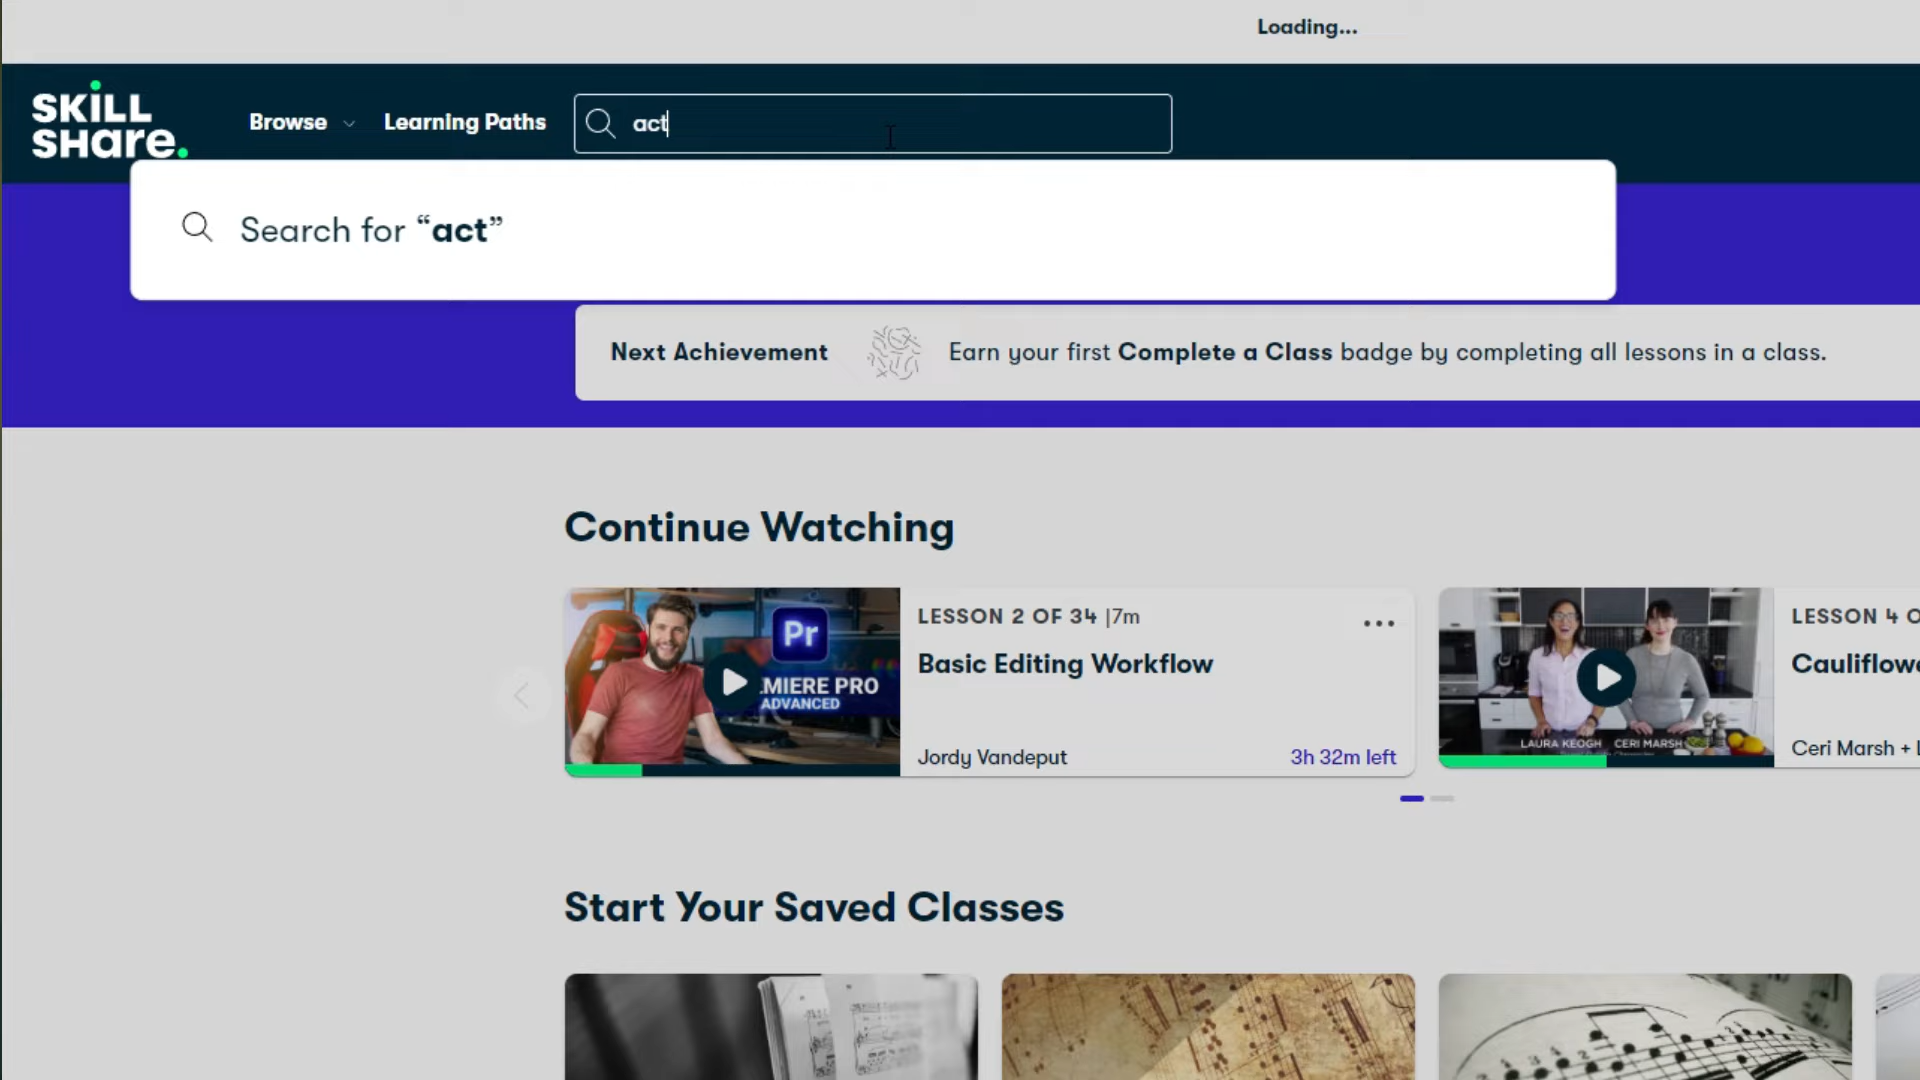 Loading...
SKILL
SHare.
Browse
Learning Paths
act
Search for “act”
Next Achievement
Earn your first Complete a Class badge by completing all lessons in a class.
Continue Watching
Pr
MIERE PRO
ADVANCED
LESSON 2 OF 34 |7m
Basic Editing Workflow
Jordy Vandeput
3h 32m left
LAURA KEOGH CERI MARSH
LESSON 4 O
Cauliflowe
Ceri Marsh +
Start Your Saved Classes